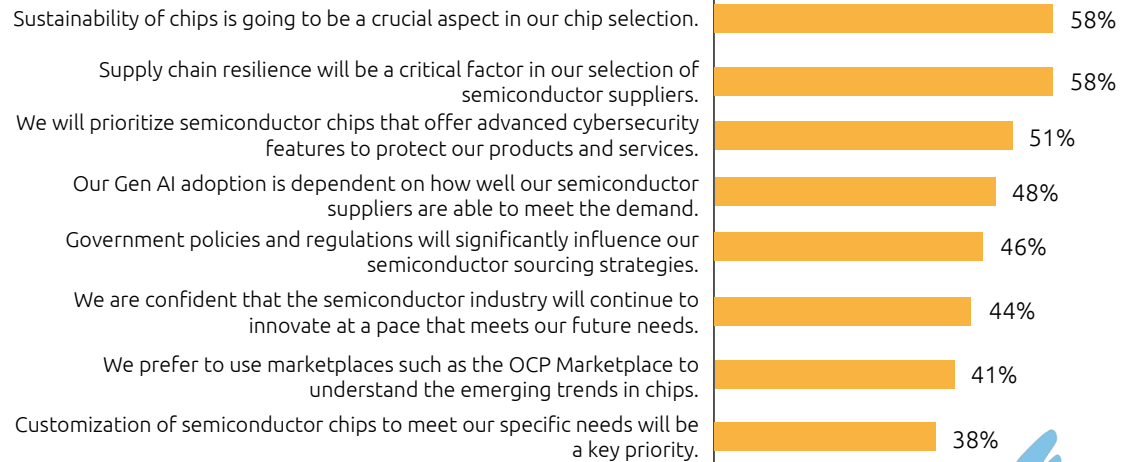 Sustainability of chips is going to be a crucial aspect in our chip selection.
58%
Supply chain resilience will be a critical factor in our selection of
semiconductor suppliers.
58%
We will prioritize semiconductor chips that offer advanced cybersecurity
features to protect our products and services.
51%
Our Gen AI adoption is dependent on how well our semiconductor
suppliers are able to meet the demand.
48%
Government policies and regulations will significantly influence our
semiconductor sourcing strategies.
46%
We are confident that the semiconductor industry will continue to
innovate at a pace that meets our future needs.
44%
We prefer to use marketplaces such as the OCP Marketplace to
understand the emerging trends in chips.
41%
Customization of semiconductor chips to meet our specific needs will be
a key priority.
38%